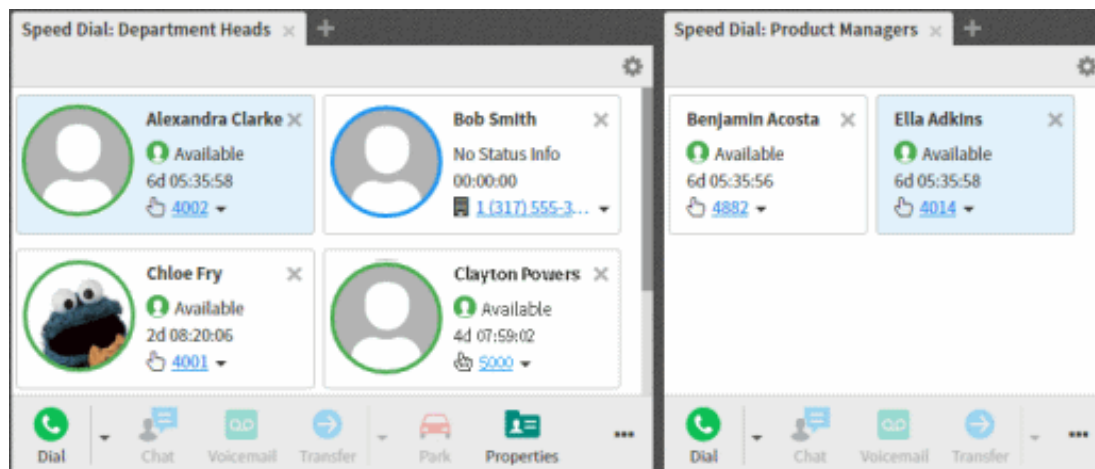 Speed Dial: Department Heads
Alexandra Clarke
Available
6d 05:35:58
4002
Bob Smith
No Status Info
00:00:00
1 (317) 555-3...
Chloe Fry
Available
2d 08:20:06
4001
Clayton Powers
Available
4d 07:59:02
5000
Dial
Chat
Voicemail
Transfer
Park
Properties
Speed Dial: Product Managers
Benjamin Acosta
Available
6d 05:35:56
4882
Ella Adkins
Available
6d 05:35:58
4014
Dial
Chat
Voicemail
Transfer